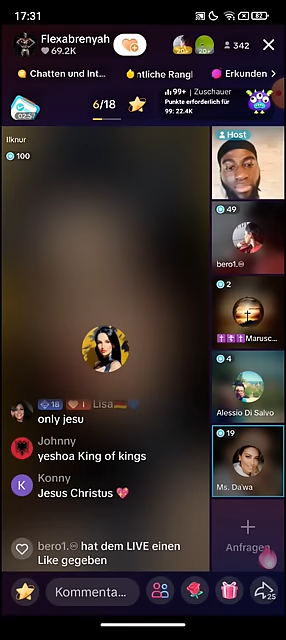 17:31
82
Flexabrenyah
69.2K
20+
342
Chatten und Int...
ntliche Rangl
Erkunden
02:5
6/18
99+ | Zuschauer
Punkte erforderlich für
99: 22.4K
Ilknur
100
Host
49
bero1.♾
2
✝️✝️✝️Marusc...
4
Alessio Di Salvo
19
Ms. Da'wa
Anfragen
18
Lisa
only jesu
Johnny
yeshoa King of kings
K
Konny
Jesus Christus 💖
bero1.♾ hat dem LIVE einen
Like gegeben
Kommenta...
25